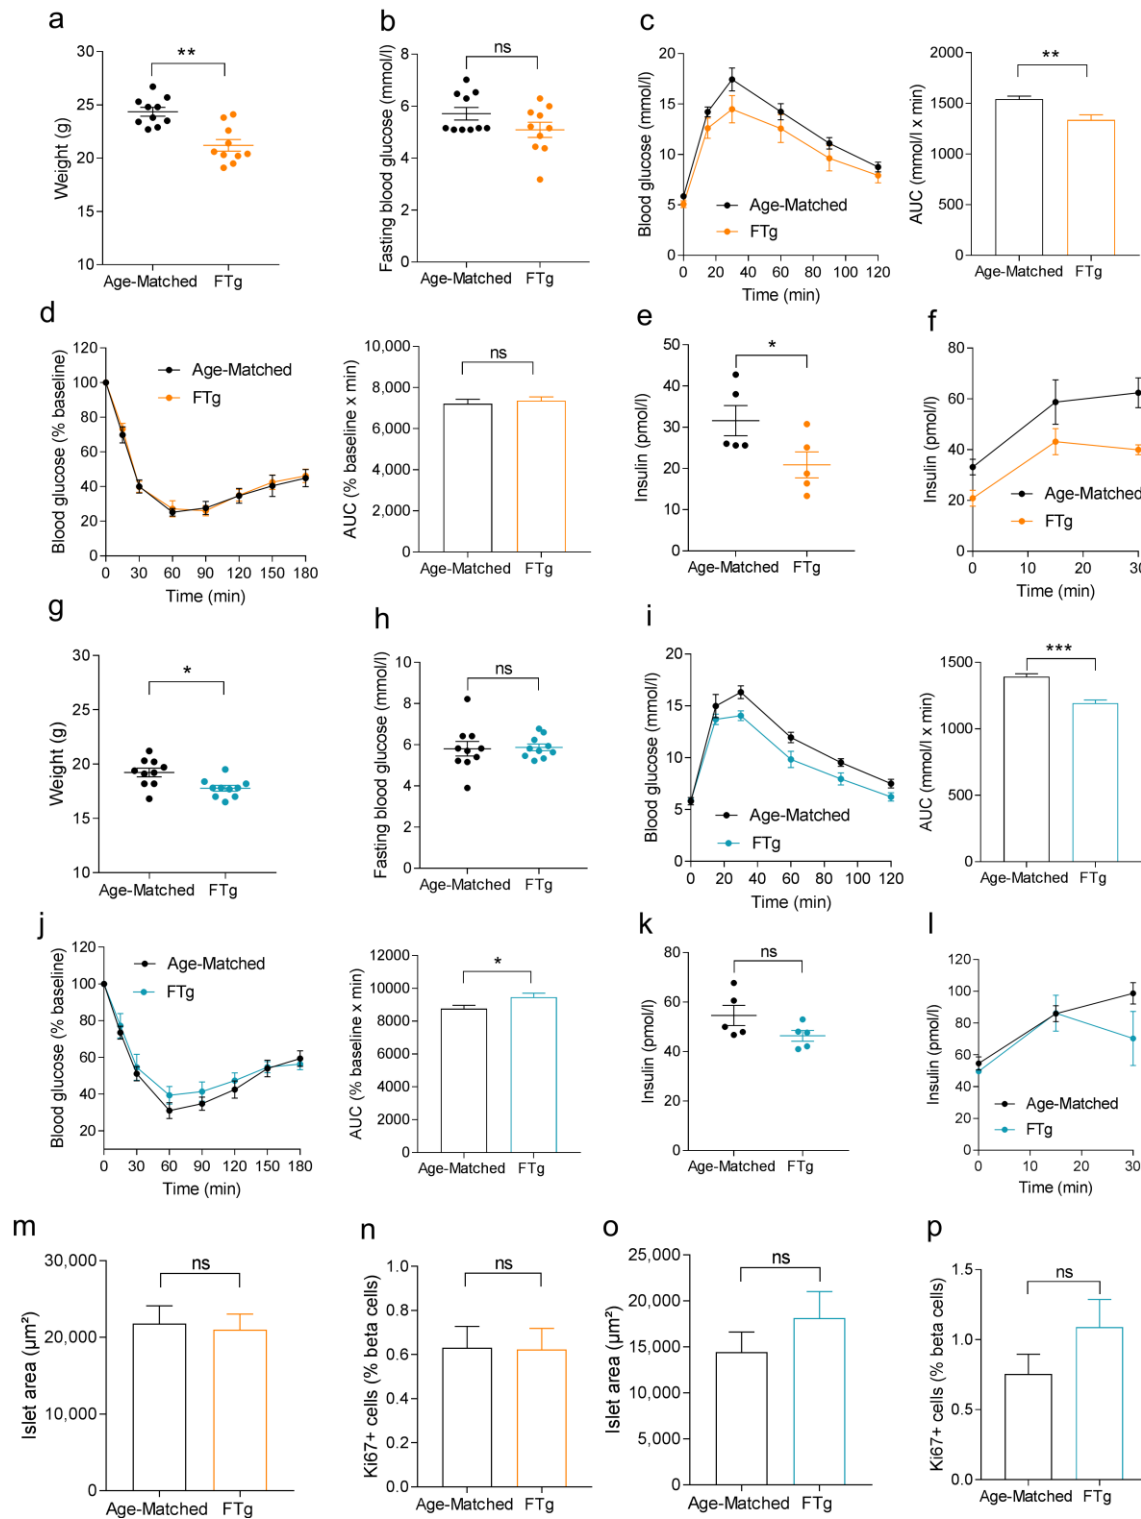 a
Weight (g)
30
25
20
15
10
**
Age-Matched
FTg
b
Fasting blood glucose (mmol/l)
8
6
4
2
0
ns
Age-Matched
FTg
c
Blood glucose (mmol/l)
20
15
10
5
0
Age-Matched
FTg
0 20 40 60 80 100 120
Time (min)
AUC (mmol/l x min)
2000
1500
1000
500
0
**
Age-Matched
FTg
d
Blood glucose (% baseline)
120
100
80
60
40
20
0
Age-Matched
FTg
0 30 60 90 120 150 180
Time (min)
AUC (% baseline x min)
10,000
8,000
6,000
4,000
2,000
0
ns
Age-Matched
FTg
e
Insulin (pmol/l)
50
40
30
20
10
0
*
Age-Matched
FTg
f
Insulin (pmol/l)
80
60
40
20
0
Age-Matched
FTg
0 10 20 30
Time (min)
g
Weight (g)
30
25
20
15
10
*
Age-Matched
FTg
h
Fasting blood glucose (mmol/l)
10
8
6
4
2
0
ns
Age-Matched
FTg
i
Blood glucose (mmol/l)
20
15
10
5
0
Age-Matched
FTg
0 20 40 60 80 100 120
Time (min)
AUC (mmol/l x min)
1500
1000
500
0
***
Age-Matched
FTg
j
Blood glucose (% baseline)
120
100
80
60
40
20
Age-Matched
FTg
0 30 60 90 120 150 180
Time (min)
AUC (% baseline x min)
12000
10000
8000
6000
4000
2000
0
*
Age-Matched
FTg
k
Insulin (pmol/l)
80
60
40
20
0
ns
Age-Matched
FTg
l
Insulin (pmol/l)
120
100
80
60
40
20
0
Age-Matched
FTg
0 10 20 30
Time (min)
m
Islet area (µm²)
30,000
20,000
10,000
0
ns
Age-Matched
FTg
n
Ki67+ cells (% beta cells)
1.0
0.8
0.6
0.4
0.2
0.0
ns
Age-Matched
FTg
o
Islet area (µm²)
25,000
20,000
15,000
10,000
5,000
0
ns
Age-Matched
FTg
p
Ki67+ cells (% beta cells)
1.5
1.0
0.5
0.0
ns
Age-Matched
FTg